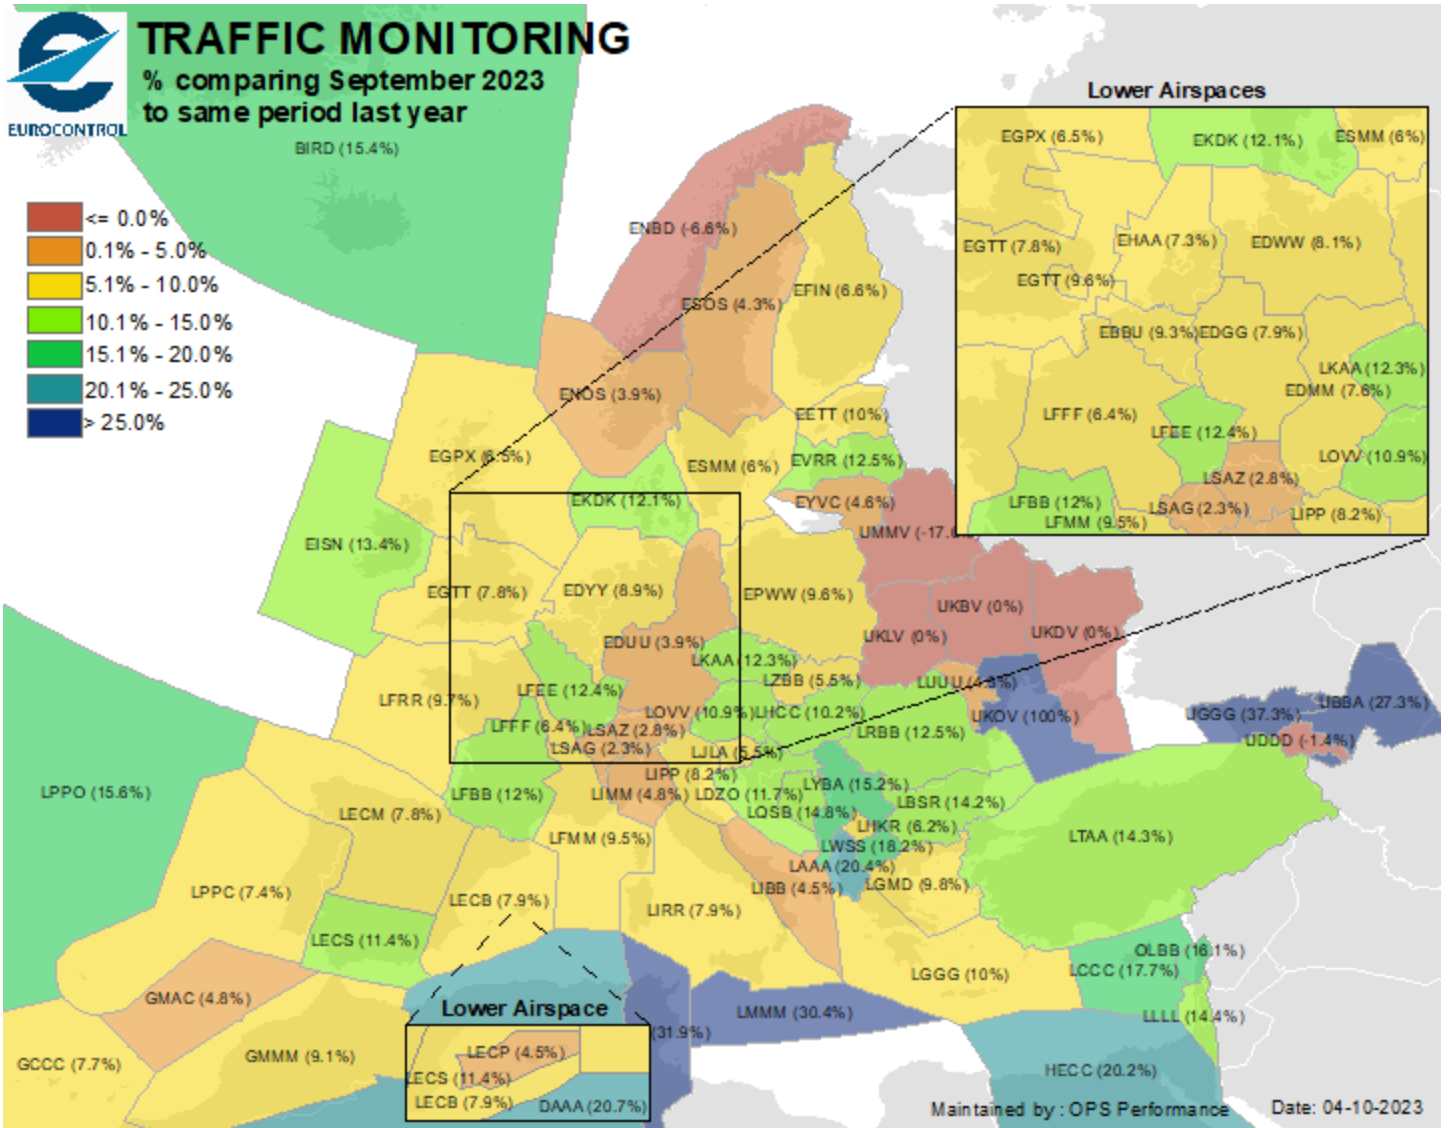 TRAFFIC MONITORING
% comparing September 2023
to same period last year
EUROCONTROL
<= 0.0%
0.1% - 5.0%
5.1% - 10.0%
10.1% - 15.0%
15.1% - 20.0%
20.1% - 25.0%
> 25.0%
BIRD (15.4%)
ENBD (-6.6%)
ESOS (4.3%)
EFIN (6.6%)
ENOS (3.9%)
EETT (10%)
EGPX (6.5%)
ESMM (6%)
EVRR (12.5%)
EKDK (12.1%)
EYVC (4.6%)
EISN (13.4%)
UMMV (-17.6
EGTT (7.8%)
EDYY (8.9%)
EPWW (9.6%)
UKBV (0%)
UKLV (0%)
UKDV (0%)
EDUU (3.9%)
LKAA (12.3%)
LZBB (5.5%)
LUUU (4.3%)
LFRR (9.7%)
LFEE (12.4%)
LOVV (10.9%)
LHCC (10.2%)
UKOV (100%)
UGGG (37.3%)
UBBA (27.3%)
UDDD (-1.4%)
LFFF (6.4%)
LSAZ (2.8%)
LSAG (2.3%)
LJLA (5.5%)
LRBB (12.5%)
LIPP (8.2%)
LIMM (4.8%)
LDZO (11.7%)
LYBA (15.2%)
LQSB (14.8%)
LBSR (14.2%)
LPPO (15.6%)
LFBB (12%)
LECM (7.8%)
LFMM (9.5%)
LHKR (6.2%)
LWSS (18.2%)
LTAA (14.3%)
LAAA (20.4%)
LIBB (4.5%)
LGMD (9.8%)
LPPC (7.4%)
LECB (7.9%)
LIRR (7.9%)
LECS (11.4%)
OLBB (16.1%)
LCCC (17.7%)
LGGG (10%)
GMAC (4.8%)
LMMM (30.4%)
LLLL (14.4%)
(31.9%)
GCCC (7.7%)
GMMM (9.1%)
HECC (20.2%)
Lower Airspace
LECP (4.5%)
LECS (11.4%)
LECB (7.9%)
DAAA (20.7%)
Lower Airspaces
EGPX (6.5%)
EKDK (12.1%)
ESMM (6%)
EGTT (7.8%)
EHAA (7.3%)
EDWW (8.1%)
EGTT (9.6%)
EBBU (9.3%)
EDGG (7.9%)
LKAA (12.3%)
EDMM (7.6%)
LFFF (6.4%)
LFEE (12.4%)
LOVV (10.9%)
LSAZ (2.8%)
LFBB (12%)
LSAG (2.3%)
LFMM (9.5%)
LIPP (8.2%)
Maintained by : OPS Performance
Date: 04-10-2023